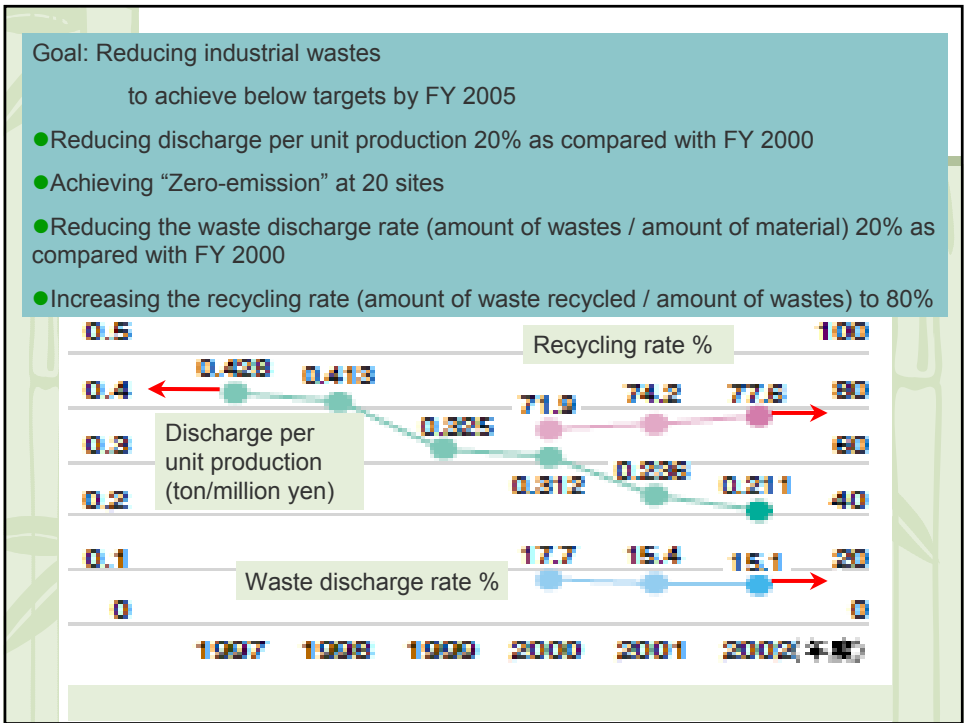 Goal: Reducing industrial wastes
to achieve below targets by FY 2005
●Reducing discharge per unit production 20% as compared with FY 2000
●Achieving “Zero-emission” at 20 sites
●Reducing the waste discharge rate (amount of wastes / amount of material) 20% as
compared with FY 2000
●Increasing the recycling rate (amount of waste recycled / amount of wastes) to 80%
0.5 100
Recycling rate %
0.428 0.413
0.4 71.9 74.2 77.6 80
Discharge per
unit production
(ton/million yen)
0.325
0.3 60
0.312 0.236 0.211
0.2 40
17.7 15.4 15.1
0.1 20
Waste discharge rate %
0 0
1997 1998 1999 2000 2001 2002(年度)